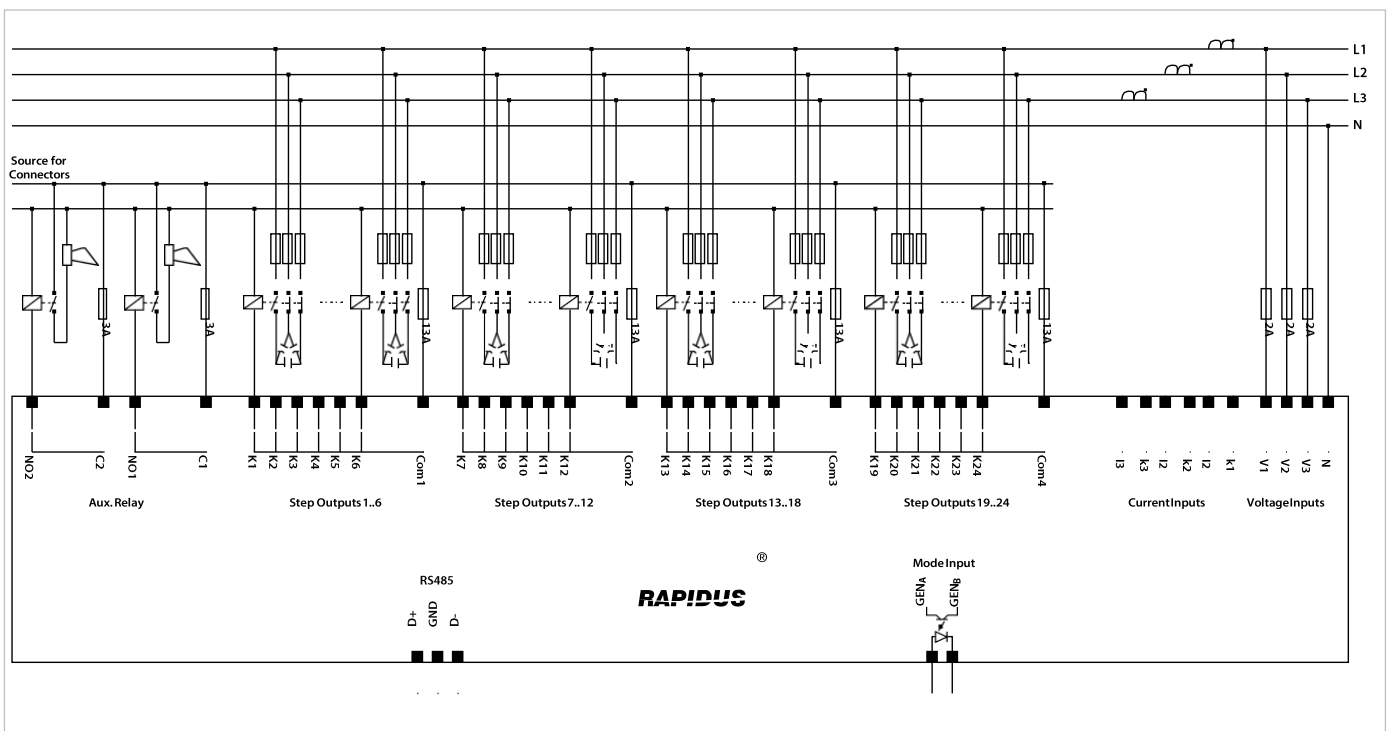 L1
L2
L3
N
Source for
Connectors
3A
3A
13A
13A
13A
13A
2A
2A
2A
NO2
C2
NO1
C1
K1
K2
K3
K4
K5
K6
Com1
K7
K8
K9
K10
K11
K12
Com2
K13
K14
K15
K16
K17
K18
Com3
K19
K20
K21
K22
K23
K24
Com4
l3
k3
l2
k2
l2
k1
V1
V2
V3
N
Aux. Relay
Step Outputs 1..6
Step Outputs 7..12
Step Outputs 13..18
Step Outputs 19..24
Current Inputs
Voltage Inputs
®
RAPIDUS
RS485
D+
GND
D-
Mode Input
GENA
GENB